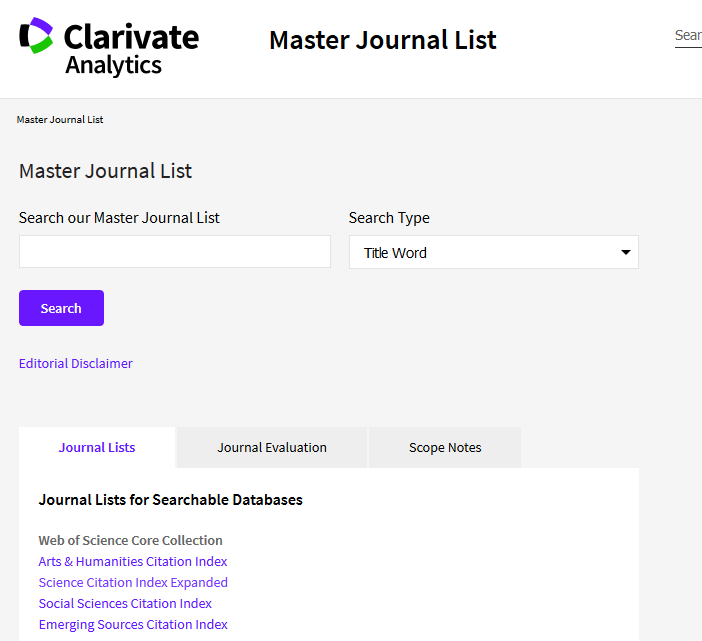 Clarivate
Analytics
Master Journal List
Sear
Master Journal List
Master Journal List
Search our Master Journal List
Search Type
Title Word
Search
Editorial Disclaimer
Journal Lists
Journal Evaluation
Scope Notes
Journal Lists for Searchable Databases
Web of Science Core Collection
Arts & Humanities Citation Index
Science Citation Index Expanded
Social Sciences Citation Index
Emerging Sources Citation Index